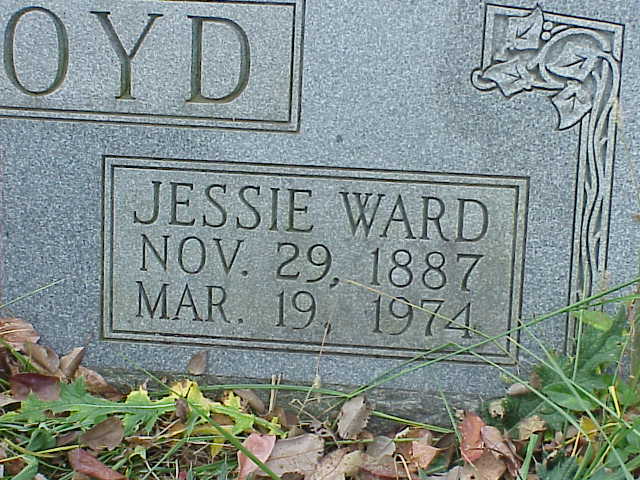 OYD
JESSIE WARD
NOV. 29, 1887
MAR. 19, 1974